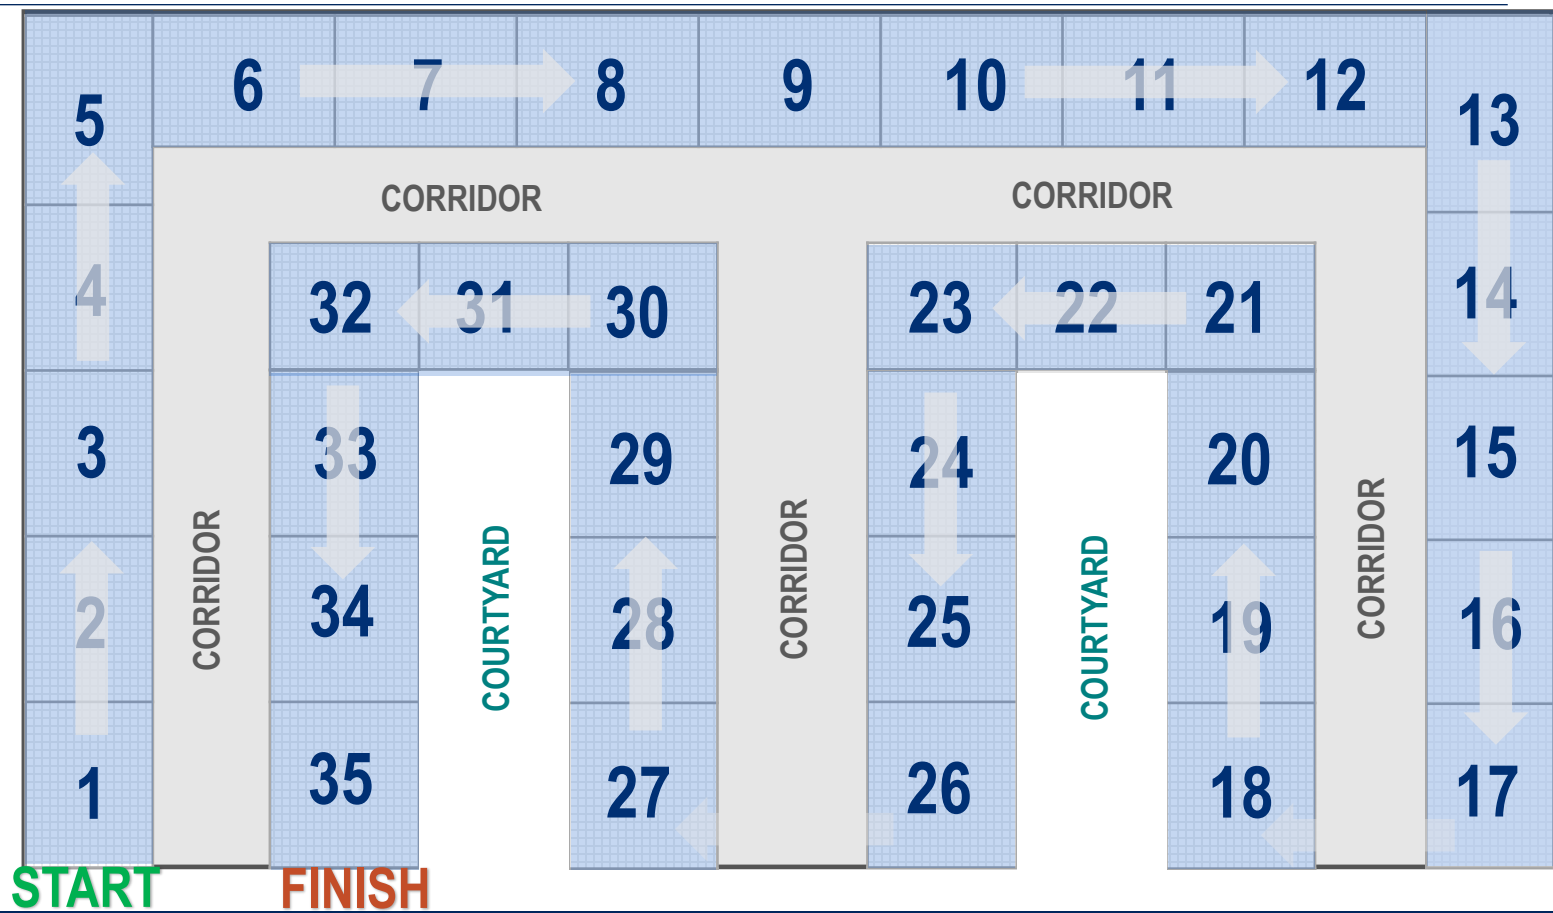 5 6 7 8 9 10 11 12 13
CORRIDOR CORRIDOR
4 32 31 30 23 22 21 14
3 33 29 24 20 15
CORRIDOR COURTYARD CORRIDOR COURTYARD CORRIDOR
2 34 28 25 19 16
1 35 27 26 18 17
START FINISH